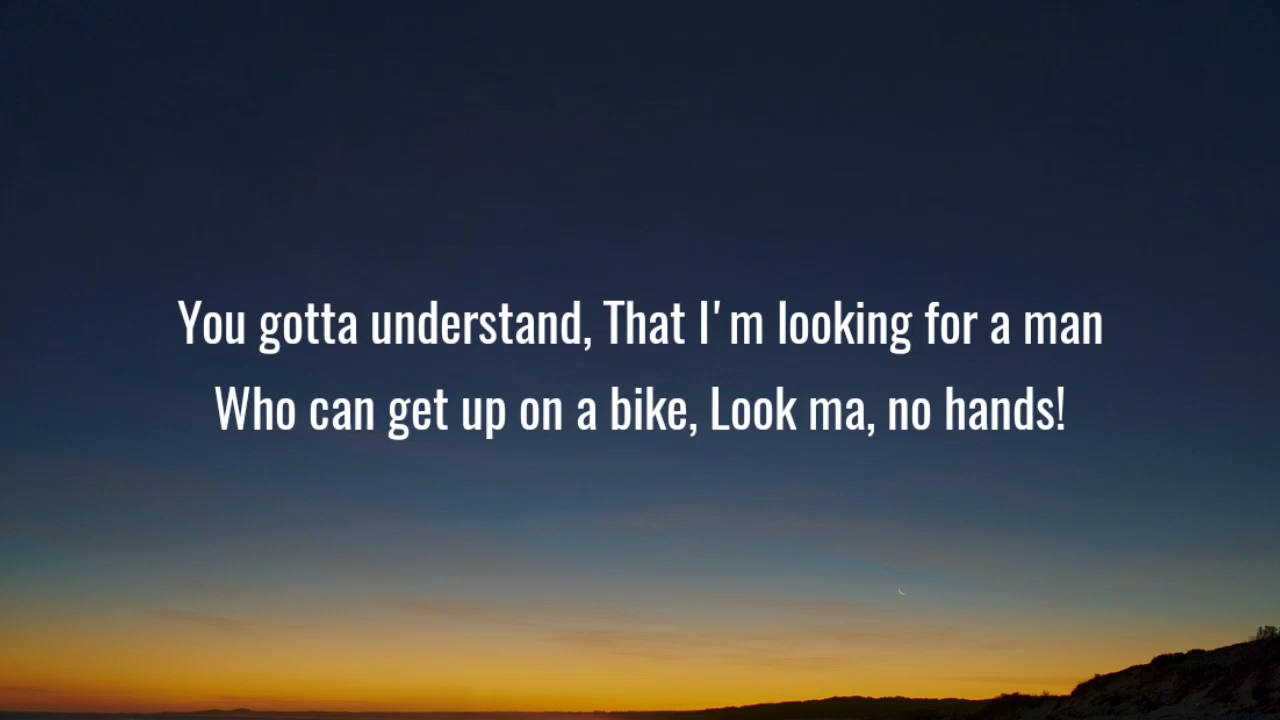 You gotta understand, That I'm looking for a man
Who can get up on a bike, Look ma, no hands!